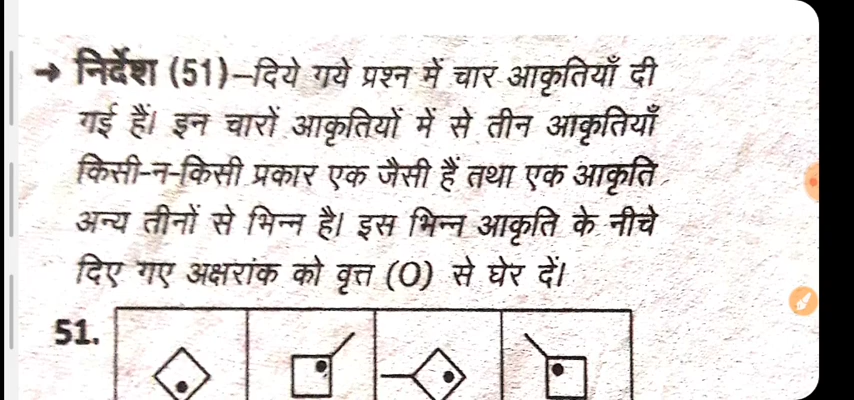 → निर्देश (51)–दिये गये प्रश्न में चार आकृतियाँ दी
गई हैं। इन चारों आकृतियों में से तीन आकृतियाँ
किसी-न-किसी प्रकार एक जैसी हैं तथा एक आकृति
अन्य तीनों से भिन्न है। इस भिन्न आकृति के नीचे
दिए गए अक्षरांक को वृत्त (O) से घेर दें।
51.